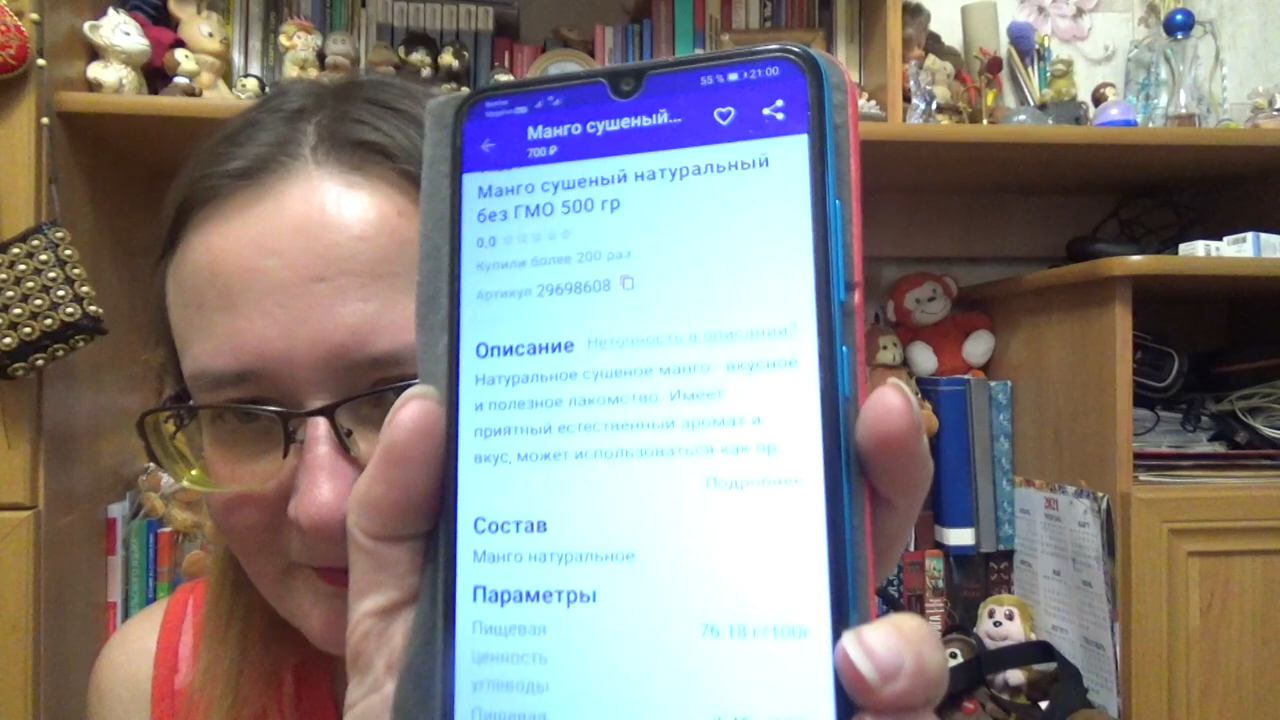 55 % 21:00
Манго сушеный...
700 ₽
Манго сушеный натуральный
без ГМО 500 гр
0,0
Купили более 200 раз
Артикул 29698608
Описание Неточность в описании?
Натуральное сушеное манго - вкусное
и полезное лакомство. Имеет
приятный естественный аромат и
вкус, может использоваться как пр
Подробнее
Состав
Манго натуральное
Параметры
Пищевая 76.18 г/100г
ценность
углеводы
Пищевая
2021